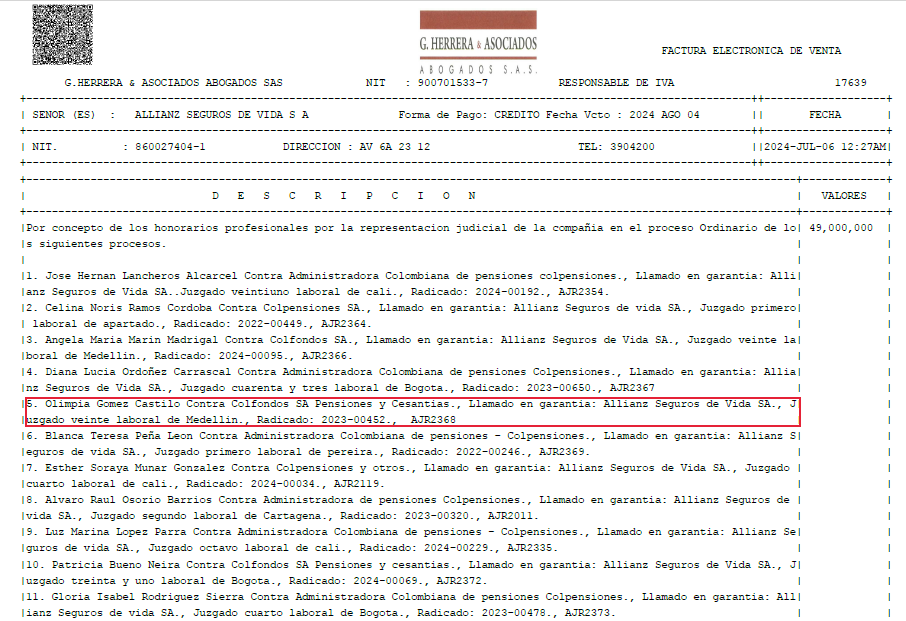 G. HERRERA & ASOCIADOS
ABOGADOS S.A.S.
FACTURA ELECTRONICA DE VENTA
G.HERRERA & ASOCIADOS ABOGADOS SAS NIT : 900701533-7 RESPONSABLE DE IVA 17639
SENOR (ES) : ALLIANZ SEGUROS DE VIDA S A Forma de Pago: CREDITO Fecha Vcto : 2024 AGO 04 FECHA
NIT. : 860027404-1 DIRECCION : AV 6A 23 12 TEL: 3904200 2024-JUL-06 12:27AM
D E S C R I P C I O N VALORES
Por concepto de los honorarios profesionales por la representacion judicial de la compañia en el proceso Ordinario de lo 49,000,000
s siguientes procesos.
1. Jose Hernan Lancheros Alcarcel Contra Administradora Colombiana de pensiones colpensiones., Llamado en garantia: Alli
anz Seguros de Vida SA..Juzgado veintiuno laboral de cali., Radicado: 2024-00192., AJR2354.
2. Celina Noris Ramos Cordoba Contra Colpensiones SA., Llamado en garantia: Allianz Seguros de vida SA., Juzgado primero
laboral de apartado., Radicado: 2022-00449., AJR2364.
3. Angela Maria Marin Madrigal Contra Colfondos SA., Llamado en garantia: Allianz Seguros de Vida SA., Juzgado veinte la
boral de Medellin., Radicado: 2024-00095., AJR2366.
4. Diana Lucia Ordoñez Carrascal Contra Administradora Colombiana de pensiones Colpensiones., Llamado en garantia: Allia
nz Seguros de Vida SA., Juzgado cuarenta y tres laboral de Bogota., Radicado: 2023-00650., AJR2367
5. Olimpia Gomez Castilo Contra Colfondos SA Pensiones y Cesantias., Llamado en garantia: Allianz Seguros de Vida SA., J
uzgado veinte laboral de Medellin., Radicado: 2023-00452., AJR2368
6. Blanca Teresa Peña Leon Contra Administradora Colombiana de pensiones - Colpensiones., Llamado en garantia: Allianz S
eguros de vida SA., Juzgado primero laboral de pereira., Radicado: 2022-00246., AJR2369.
7. Esther Soraya Munar Gonzalez Contra Colpensiones y otros., Llamado en garantia: Allianz Seguros de Vida SA., Juzgado
cuarto laboral de cali., Radicado: 2024-00034., AJR2119.
8. Alvaro Raul Osorio Barrios Contra Administradora de pensiones Colpensiones., Llamado en garantia: Allianz Seguros de
vida SA., Juzgado segundo laboral de Cartagena., Radicado: 2023-00320., AJR2011.
9. Luz Marina Lopez Parra Contra Administradora Colombiana de pensiones - Colpensiones., Llamado en garantia: Allianz Se
guros de vida SA., Juzgado octavo laboral de cali., Radicado: 2024-00229., AJR2335.
10. Patricia Bueno Neira Contra Colfondos SA Pensiones y cesantias., Llamado en garantia: Allianz Seguros de Vida SA., J
uzgado treinta y uno laboral de Bogota., Radicado: 2024-00069., AJR2372.
11. Gloria Isabel Rodriguez Sierra Contra Administradora Colombiana de pensiones Colpensiones., Llamado en garantia: All
ianz Seguros de vida SA., Juzgado cuarto laboral de Bogota., Radicado: 2023-00478., AJR2373.